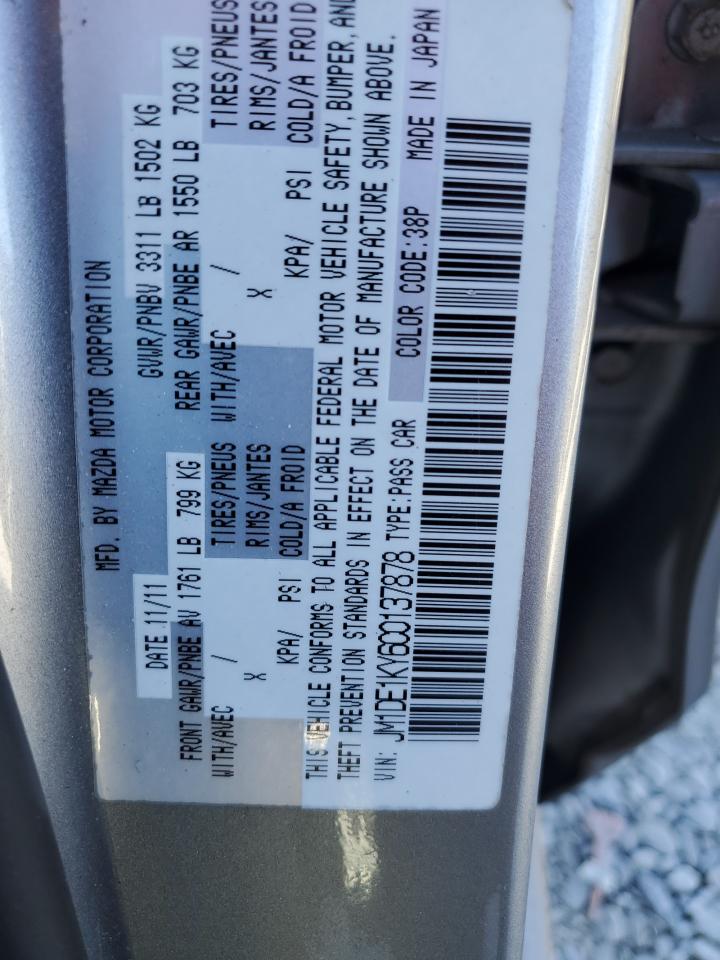 MFD. BY MAZDA MOTOR CORPORATION
DATE 11/11 GVWR/PNBV 3311 LB 1502 KG
FRONT GAWR/PNBE AV 1761 LB 799 KG REAR GAWR/PNBE AR 1550 LB 703 KG
WITH/AVEC / TIRES/PNEUS WITH/AVEC / TIRES/PNEUS
X RIMS/JANTES X RIMS/JANTES
KPA/ PSI COLD/A FROID KPA/ PSI COLD/A FROID
THIS VEHICLE CONFORMS TO ALL APPLICABLE FEDERAL MOTOR VEHICLE SAFETY, BUMPER, AND
THEFT PREVENTION STANDARDS IN EFFECT ON THE DATE OF MANUFACTURE SHOWN ABOVE.
VIN: JM1DE1KY6C0137878 TYPE:PASS CAR COLOR CODE:38P MADE IN JAPAN